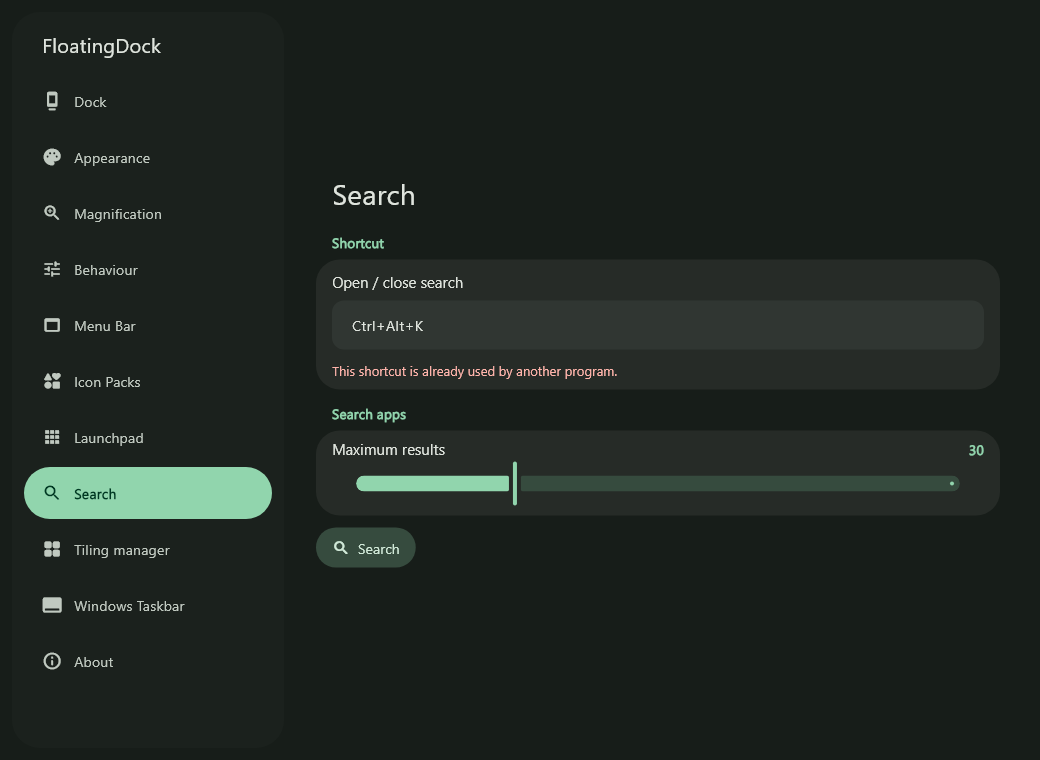 FloatingDock
Dock
Appearance
Magnification
Behaviour
Menu Bar
Icon Packs
Launchpad
Search
Tiling manager
Windows Taskbar
About
Search
Shortcut
Open / close search
Ctrl+Alt+K
This shortcut is already used by another program.
Search apps
Maximum results 30
Search